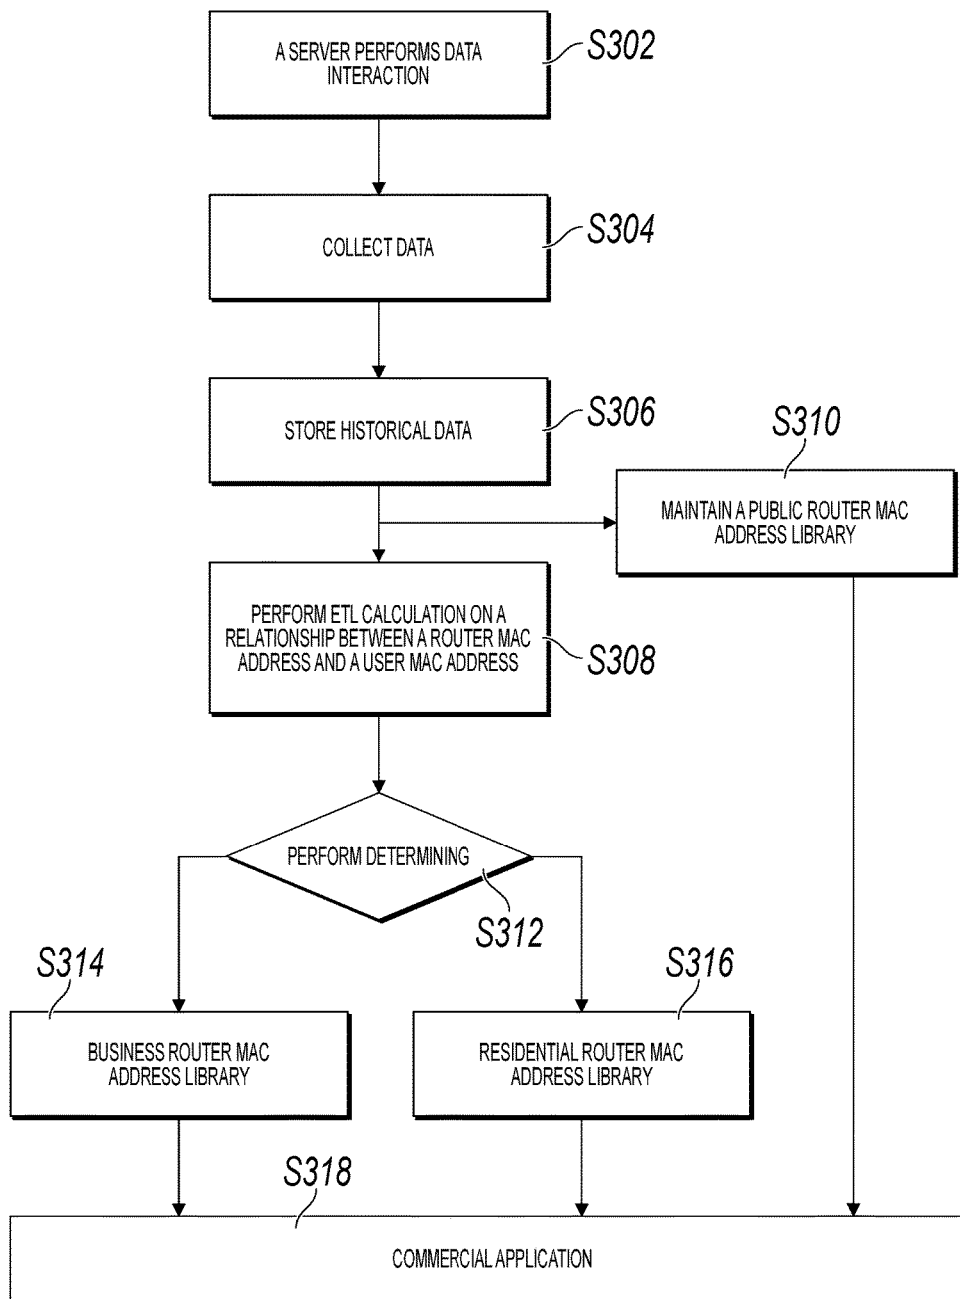 A SERVER PERFORMS DATA
INTERACTION
S302
COLLECT DATA
S304
STORE HISTORICAL DATA
S306
S310
MAINTAIN A PUBLIC ROUTER MAC
ADDRESS LIBRARY
PERFORM ETL CALCULATION ON A
RELATIONSHIP BETWEEN A ROUTER MAC
ADDRESS AND A USER MAC ADDRESS
S308
PERFORM DETERMINING
S312
S314
BUSINESS ROUTER MAC
ADDRESS LIBRARY
S316
RESIDENTIAL ROUTER MAC
ADDRESS LIBRARY
S318
COMMERCIAL APPLICATION